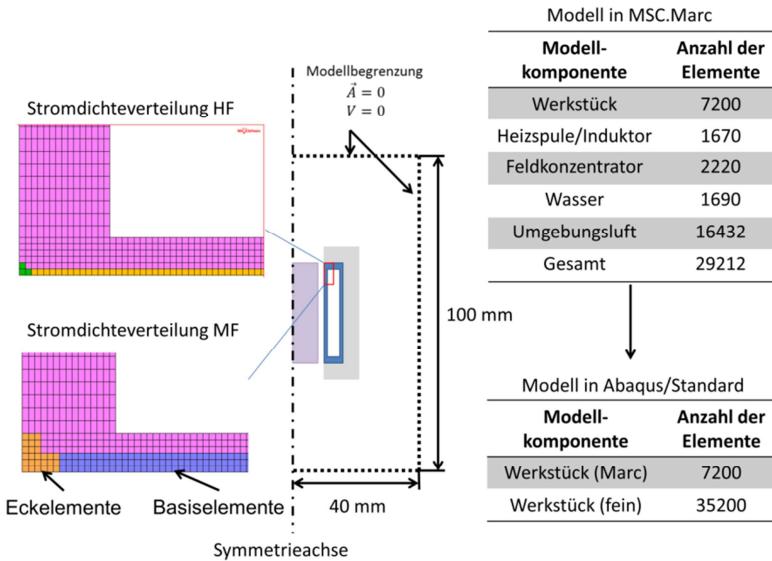 Modell in MSC.Marc
Modell-
komponente
Anzahl der
Elemente
Werkstück 7200
Heizspule/Induktor 1670
Feldkonzentrator 2220
Wasser 1690
Umgebungsluft 16432
Gesamt 29212
Modell in Abaqus/Standard
Modell-
komponente
Anzahl der
Elemente
Werkstück (Marc) 7200
Werkstück (fein) 35200
Modellbegrenzung
A⃗ = 0
V = 0
100 mm
40 mm
Symmetrieachse
Stromdichteverteilung HF
Stromdichteverteilung MF
Eckelemente
Basiselemente